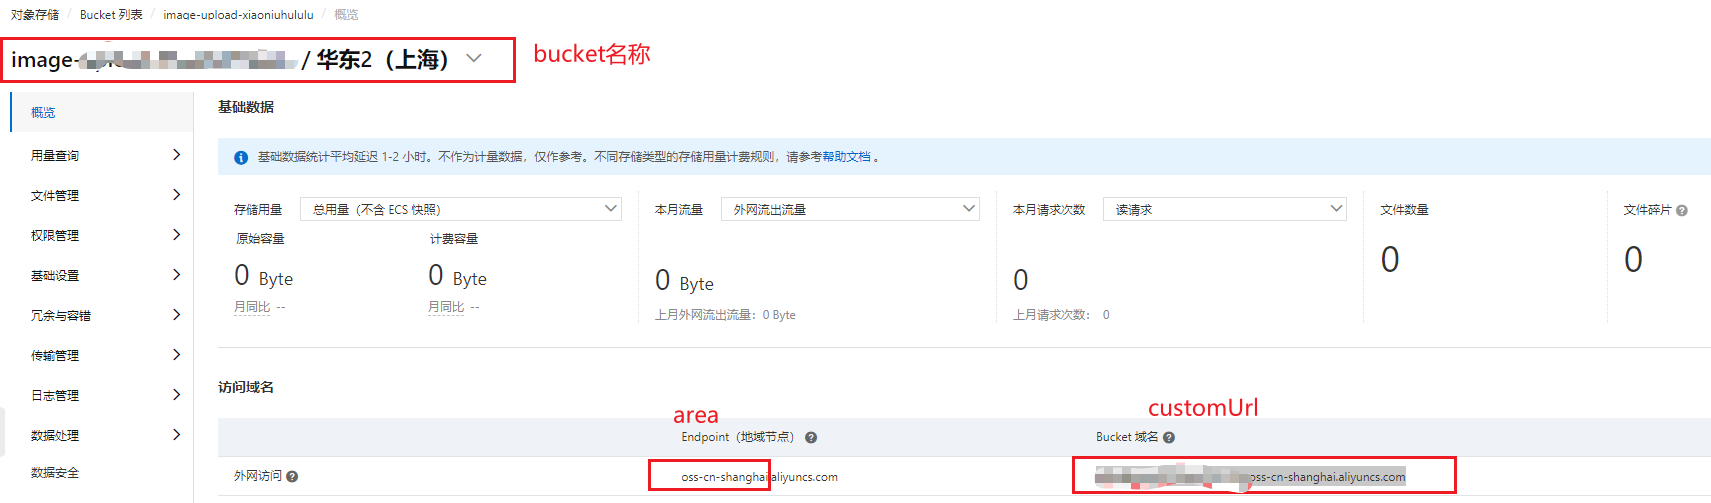 对象存储 / Bucket 列表 / image-upload-xiaoniuhululu / 概览
image- / 华东2（上海）
bucket名称
概览
用量查询
文件管理
权限管理
基础设置
冗余与容错
传输管理
日志管理
数据处理
数据安全
基础数据
基础数据统计平均延迟 1-2 小时。不作为计量数据，仅作参考。不同存储类型的存储用量计费规则，请参考帮助文档 。
存储用量 总用量（不含 ECS 快照） 本月流量 外网流出流量 本月请求次数 读请求 文件数量 文件碎片
原始容量 计费容量
0 Byte 0 Byte 0 Byte 0 0 0
月同比 -- 月同比 -- 上月外网流出流量：0 Byte 上月请求次数： 0
访问域名
area customUrl
Endpoint（地域节点） Bucket 域名
外网访问 oss-cn-shanghai.aliyuncs.com oss-cn-shanghai.aliyuncs.com